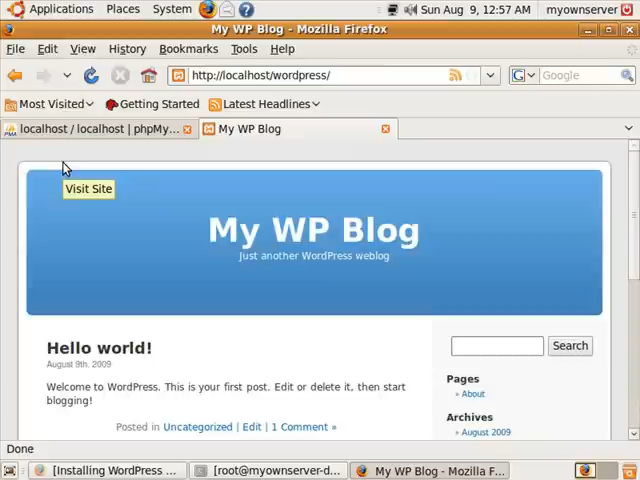 Applications Places System Sun Aug 9, 12:57 AM myownserver
My WP Blog - Mozilla Firefox
File Edit View History Bookmarks Tools Help
http://localhost/wordpress/ G Google
Most Visited Getting Started Latest Headlines
PMA localhost / localhost | phpMy... My WP Blog
Visit Site
My WP Blog
Just another WordPress weblog
Hello world!
August 9th, 2009
Welcome to WordPress. This is your first post. Edit or delete it, then start
blogging!
Posted in Uncategorized | Edit | 1 Comment »
Search
Pages
» About
Archives
» August 2009
Done
[Installing WordPress ... [root@myownserver-d... My WP Blog - Mozilla F...